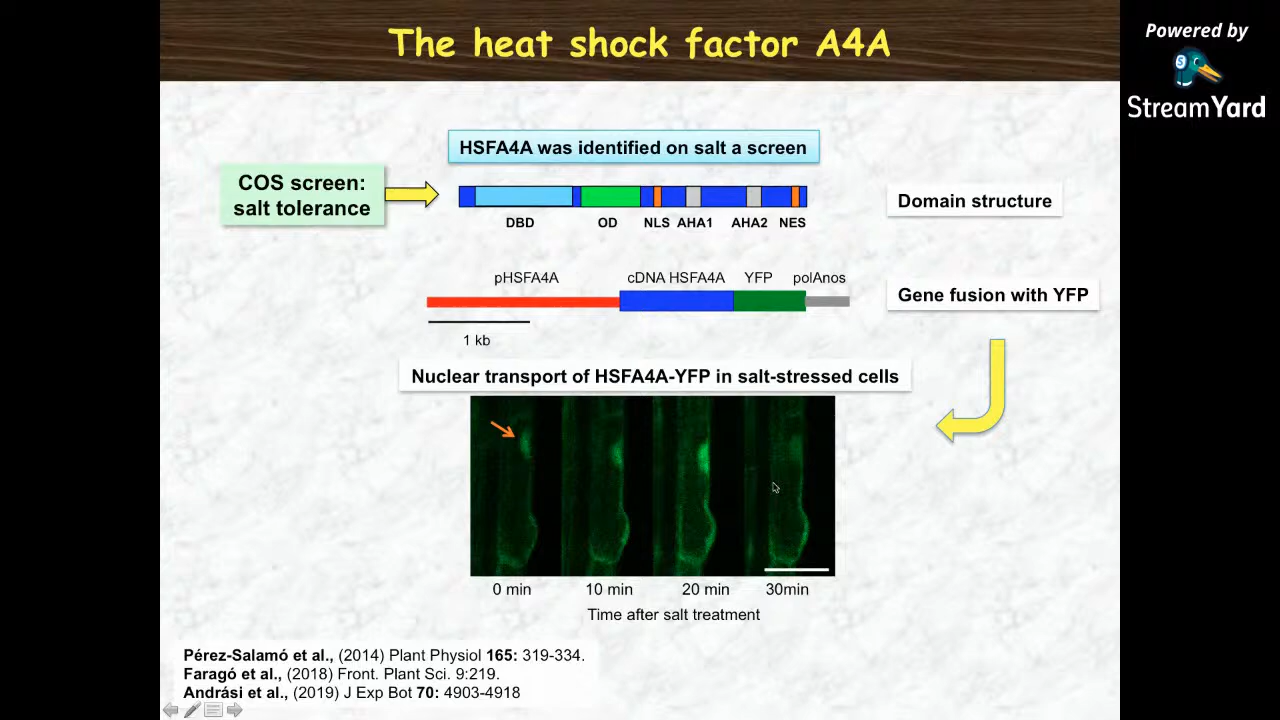 The heat shock factor A4A
Powered by
StreamYard
HSFA4A was identified on salt a screen
COS screen:
salt tolerance
Domain structure
DBD OD NLS AHA1 AHA2 NES
pHSFA4A cDNA HSFA4A YFP polAnos
Gene fusion with YFP
1 kb
Nuclear transport of HSFA4A-YFP in salt-stressed cells
0 min 10 min 20 min 30min
Time after salt treatment
Pérez-Salamó et al., (2014) Plant Physiol 165: 319-334.
Faragó et al., (2018) Front. Plant Sci. 9:219.
Andrási et al., (2019) J Exp Bot 70: 4903-4918